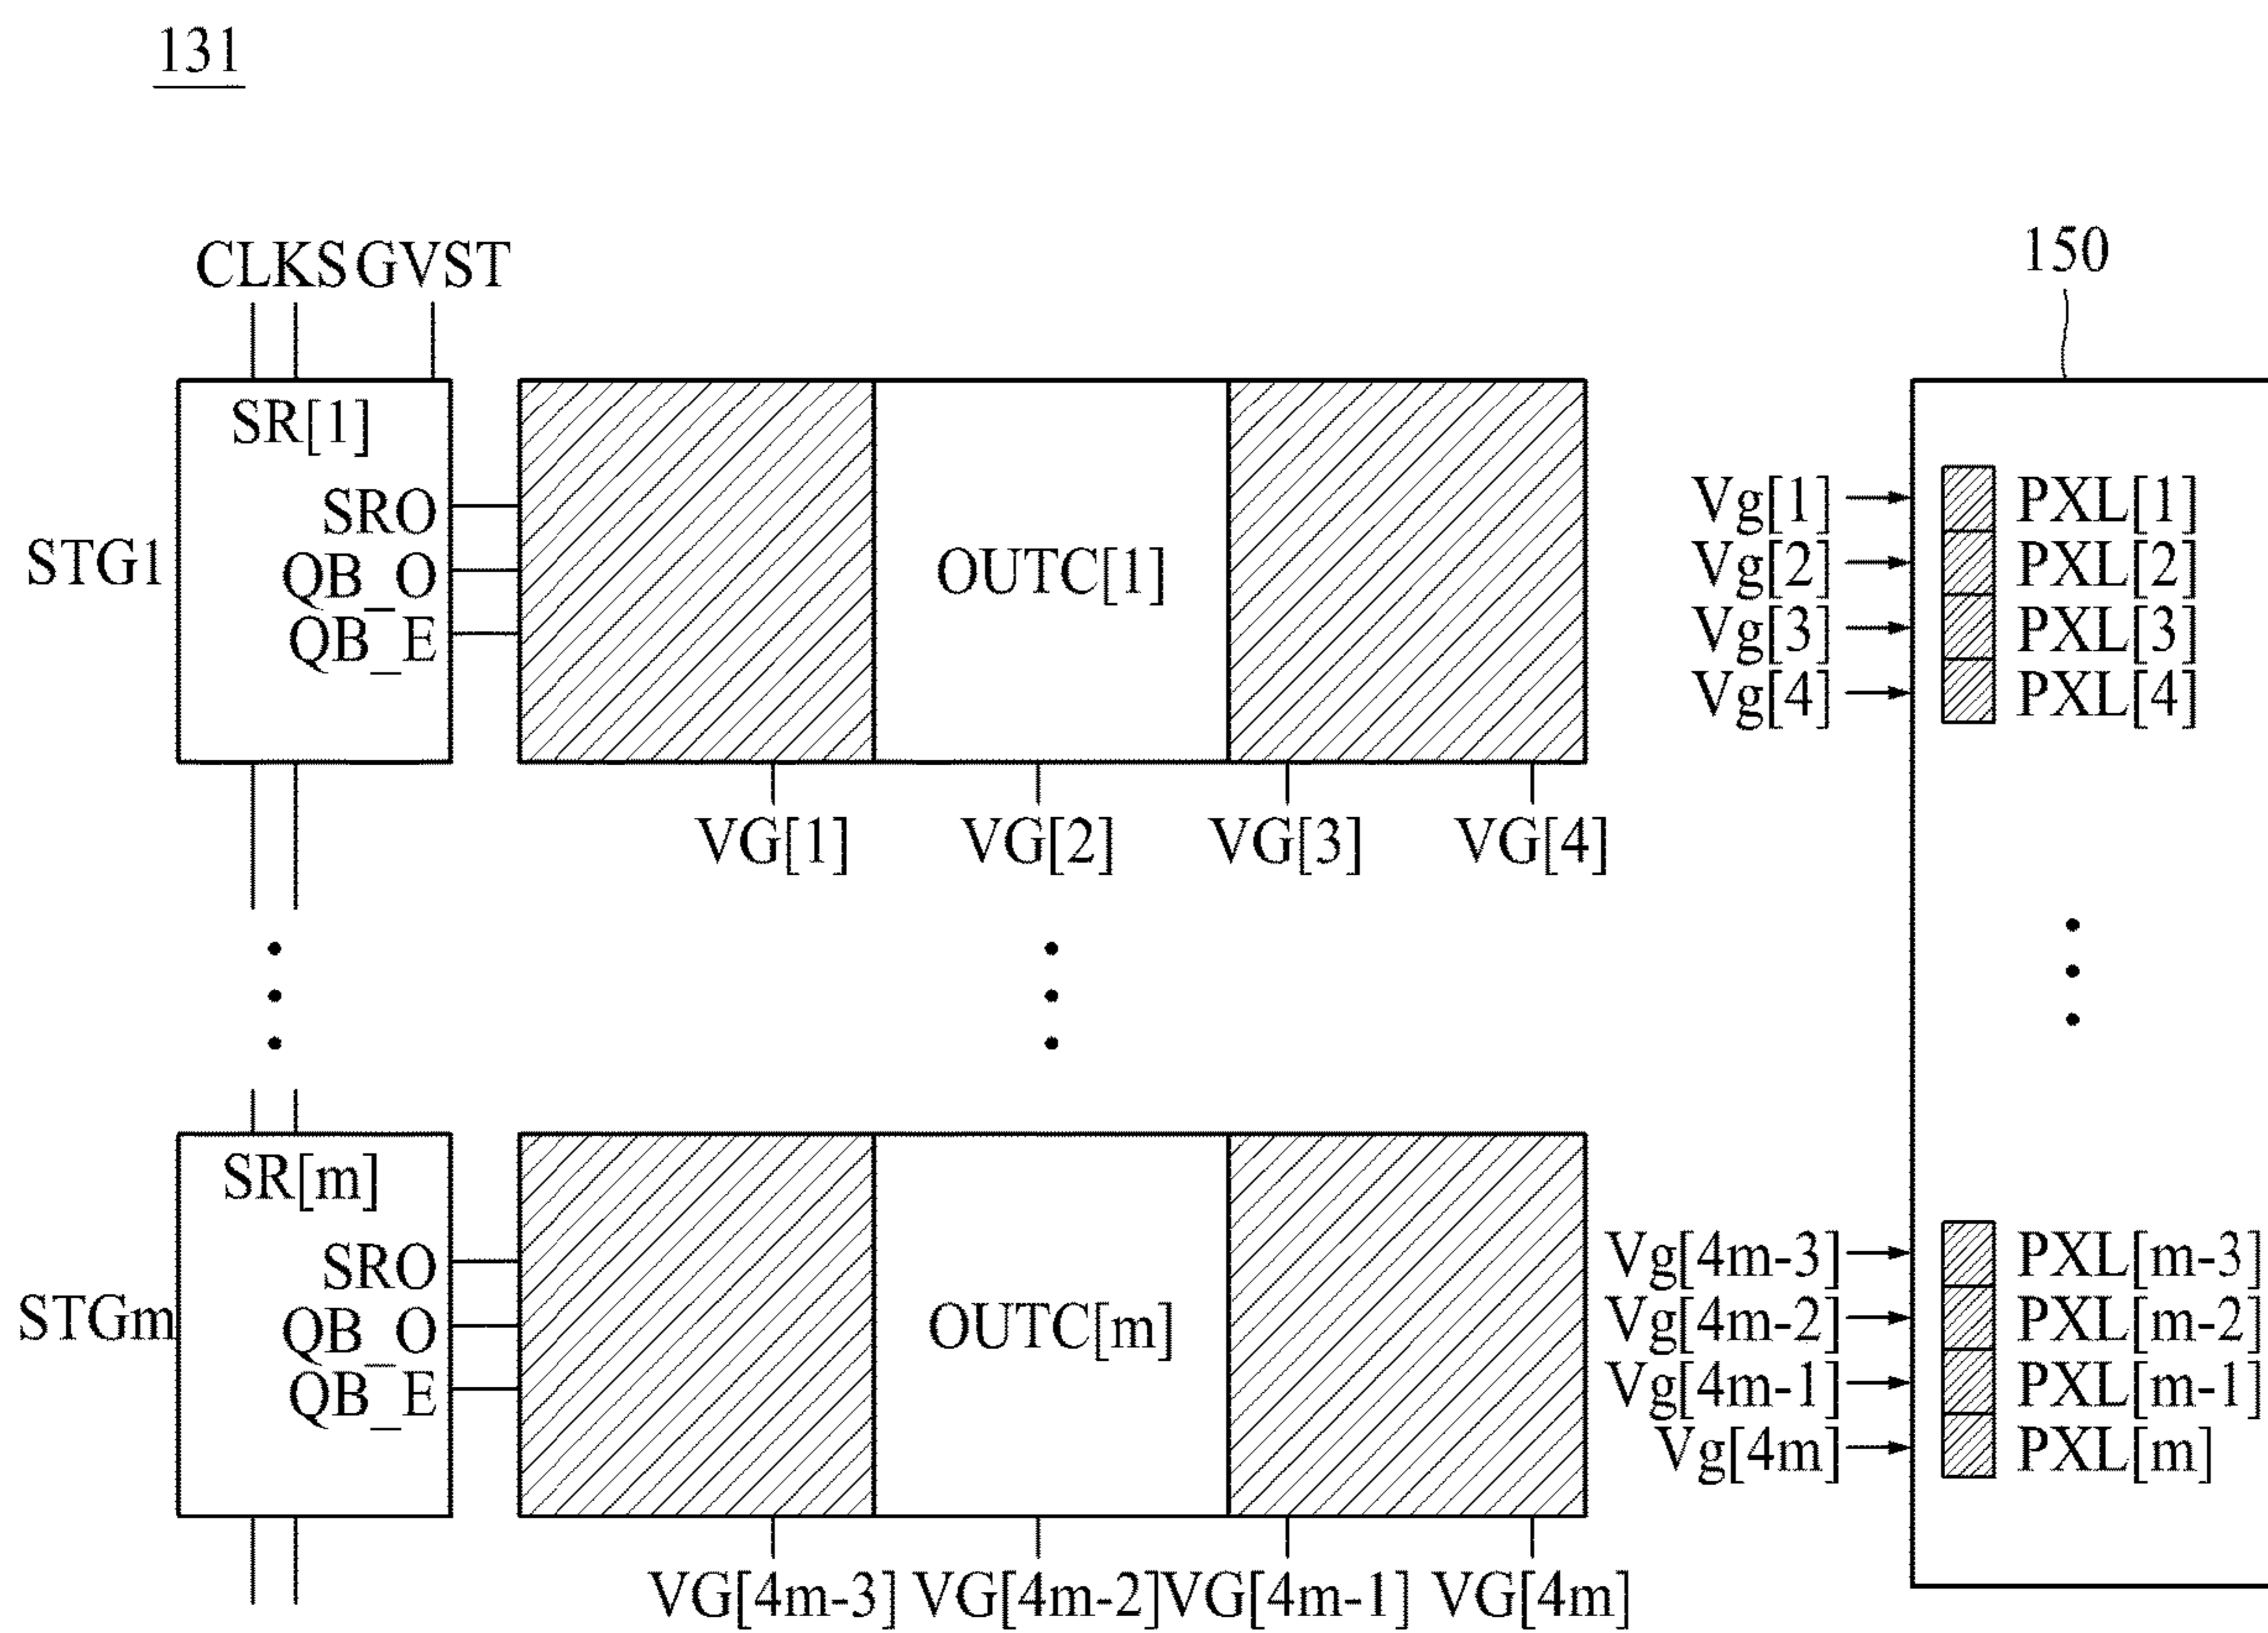 131
CLKS GVST
150
SR[1]
SRO
QB_O
QB_E
STG1
OUTC[1]
VG[1] VG[2] VG[3] VG[4]
Vg[1] PXL[1]
Vg[2] PXL[2]
Vg[3] PXL[3]
Vg[4] PXL[4]
SR[m]
SRO
QB_O
QB_E
STGm
OUTC[m]
VG[4m-3] VG[4m-2] VG[4m-1] VG[4m]
Vg[4m-3] PXL[m-3]
Vg[4m-2] PXL[m-2]
Vg[4m-1] PXL[m-1]
Vg[4m] PXL[m]